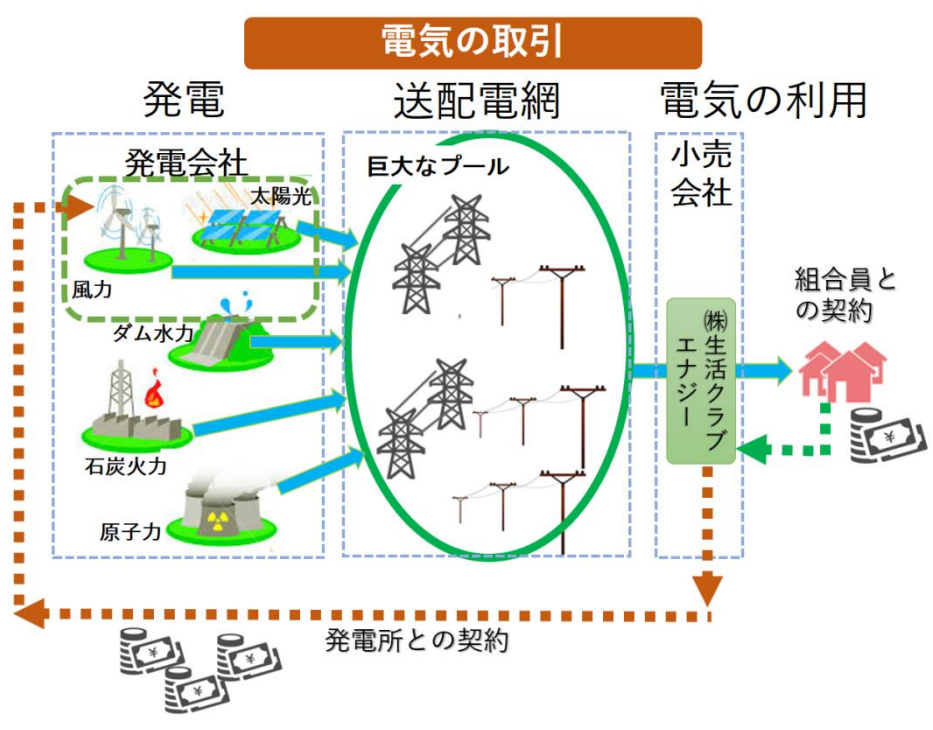 電気の取引
発電
送配電網
電気の利用
発電会社
太陽光
風力
ダム水力
石炭火力
原子力
巨大なプール
小売
会社
㈱生活クラブ
エナジー
組合員と
の契約
発電所との契約
¥
¥
¥
¥